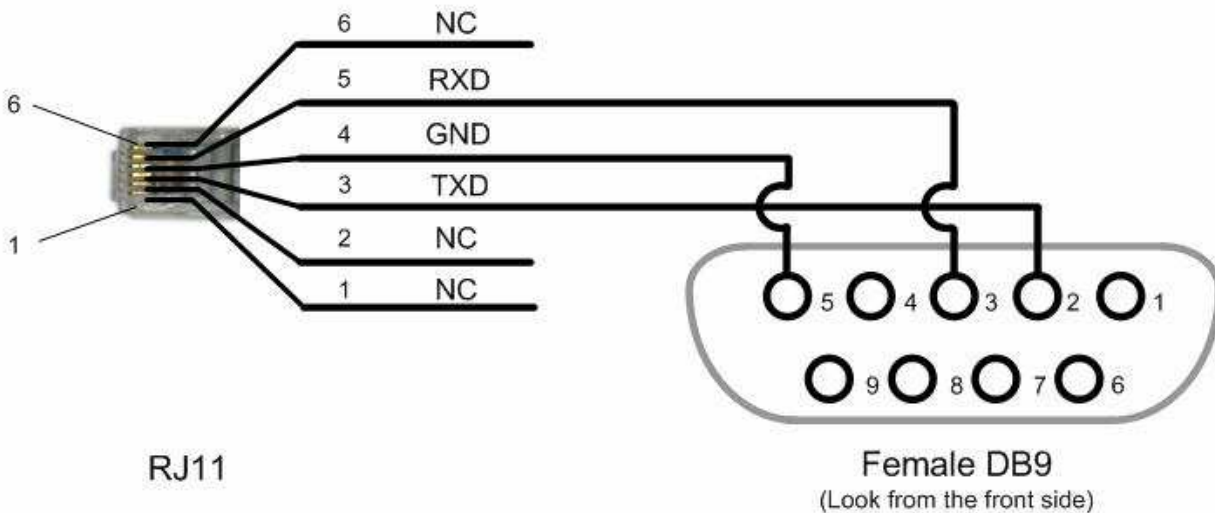 6 NC
5 RXD
6
4 GND
3 TXD
2 NC
1
1 NC
5 4 3 2 1
9 8 7 6
RJ11
Female DB9
(Look from the front side)